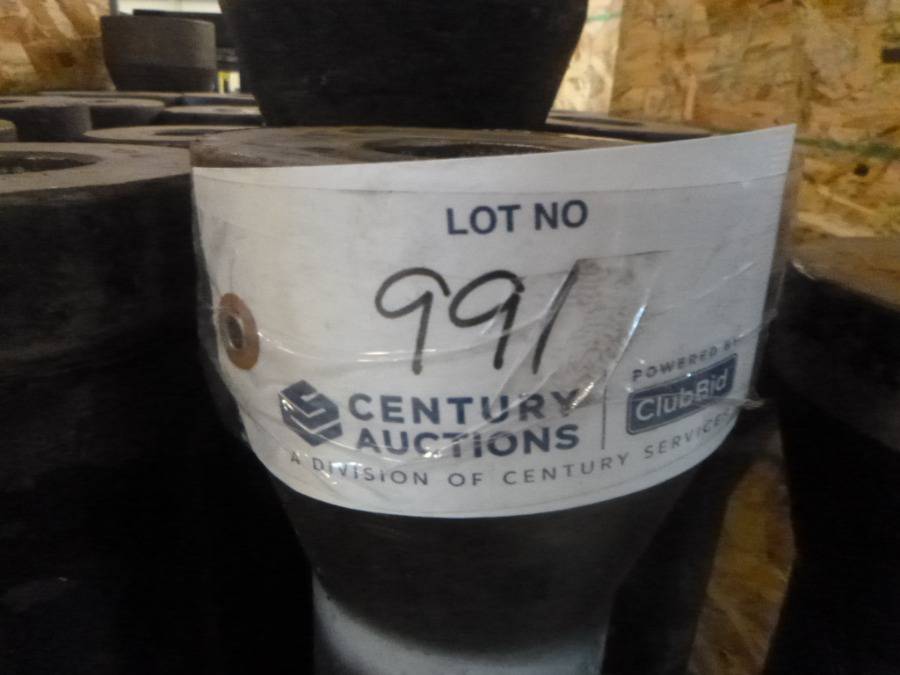 LOT NO
991
CENTURY
AUCTIONS
A DIVISION OF CENTURY SERVICES
POWERED BY
ClubBid